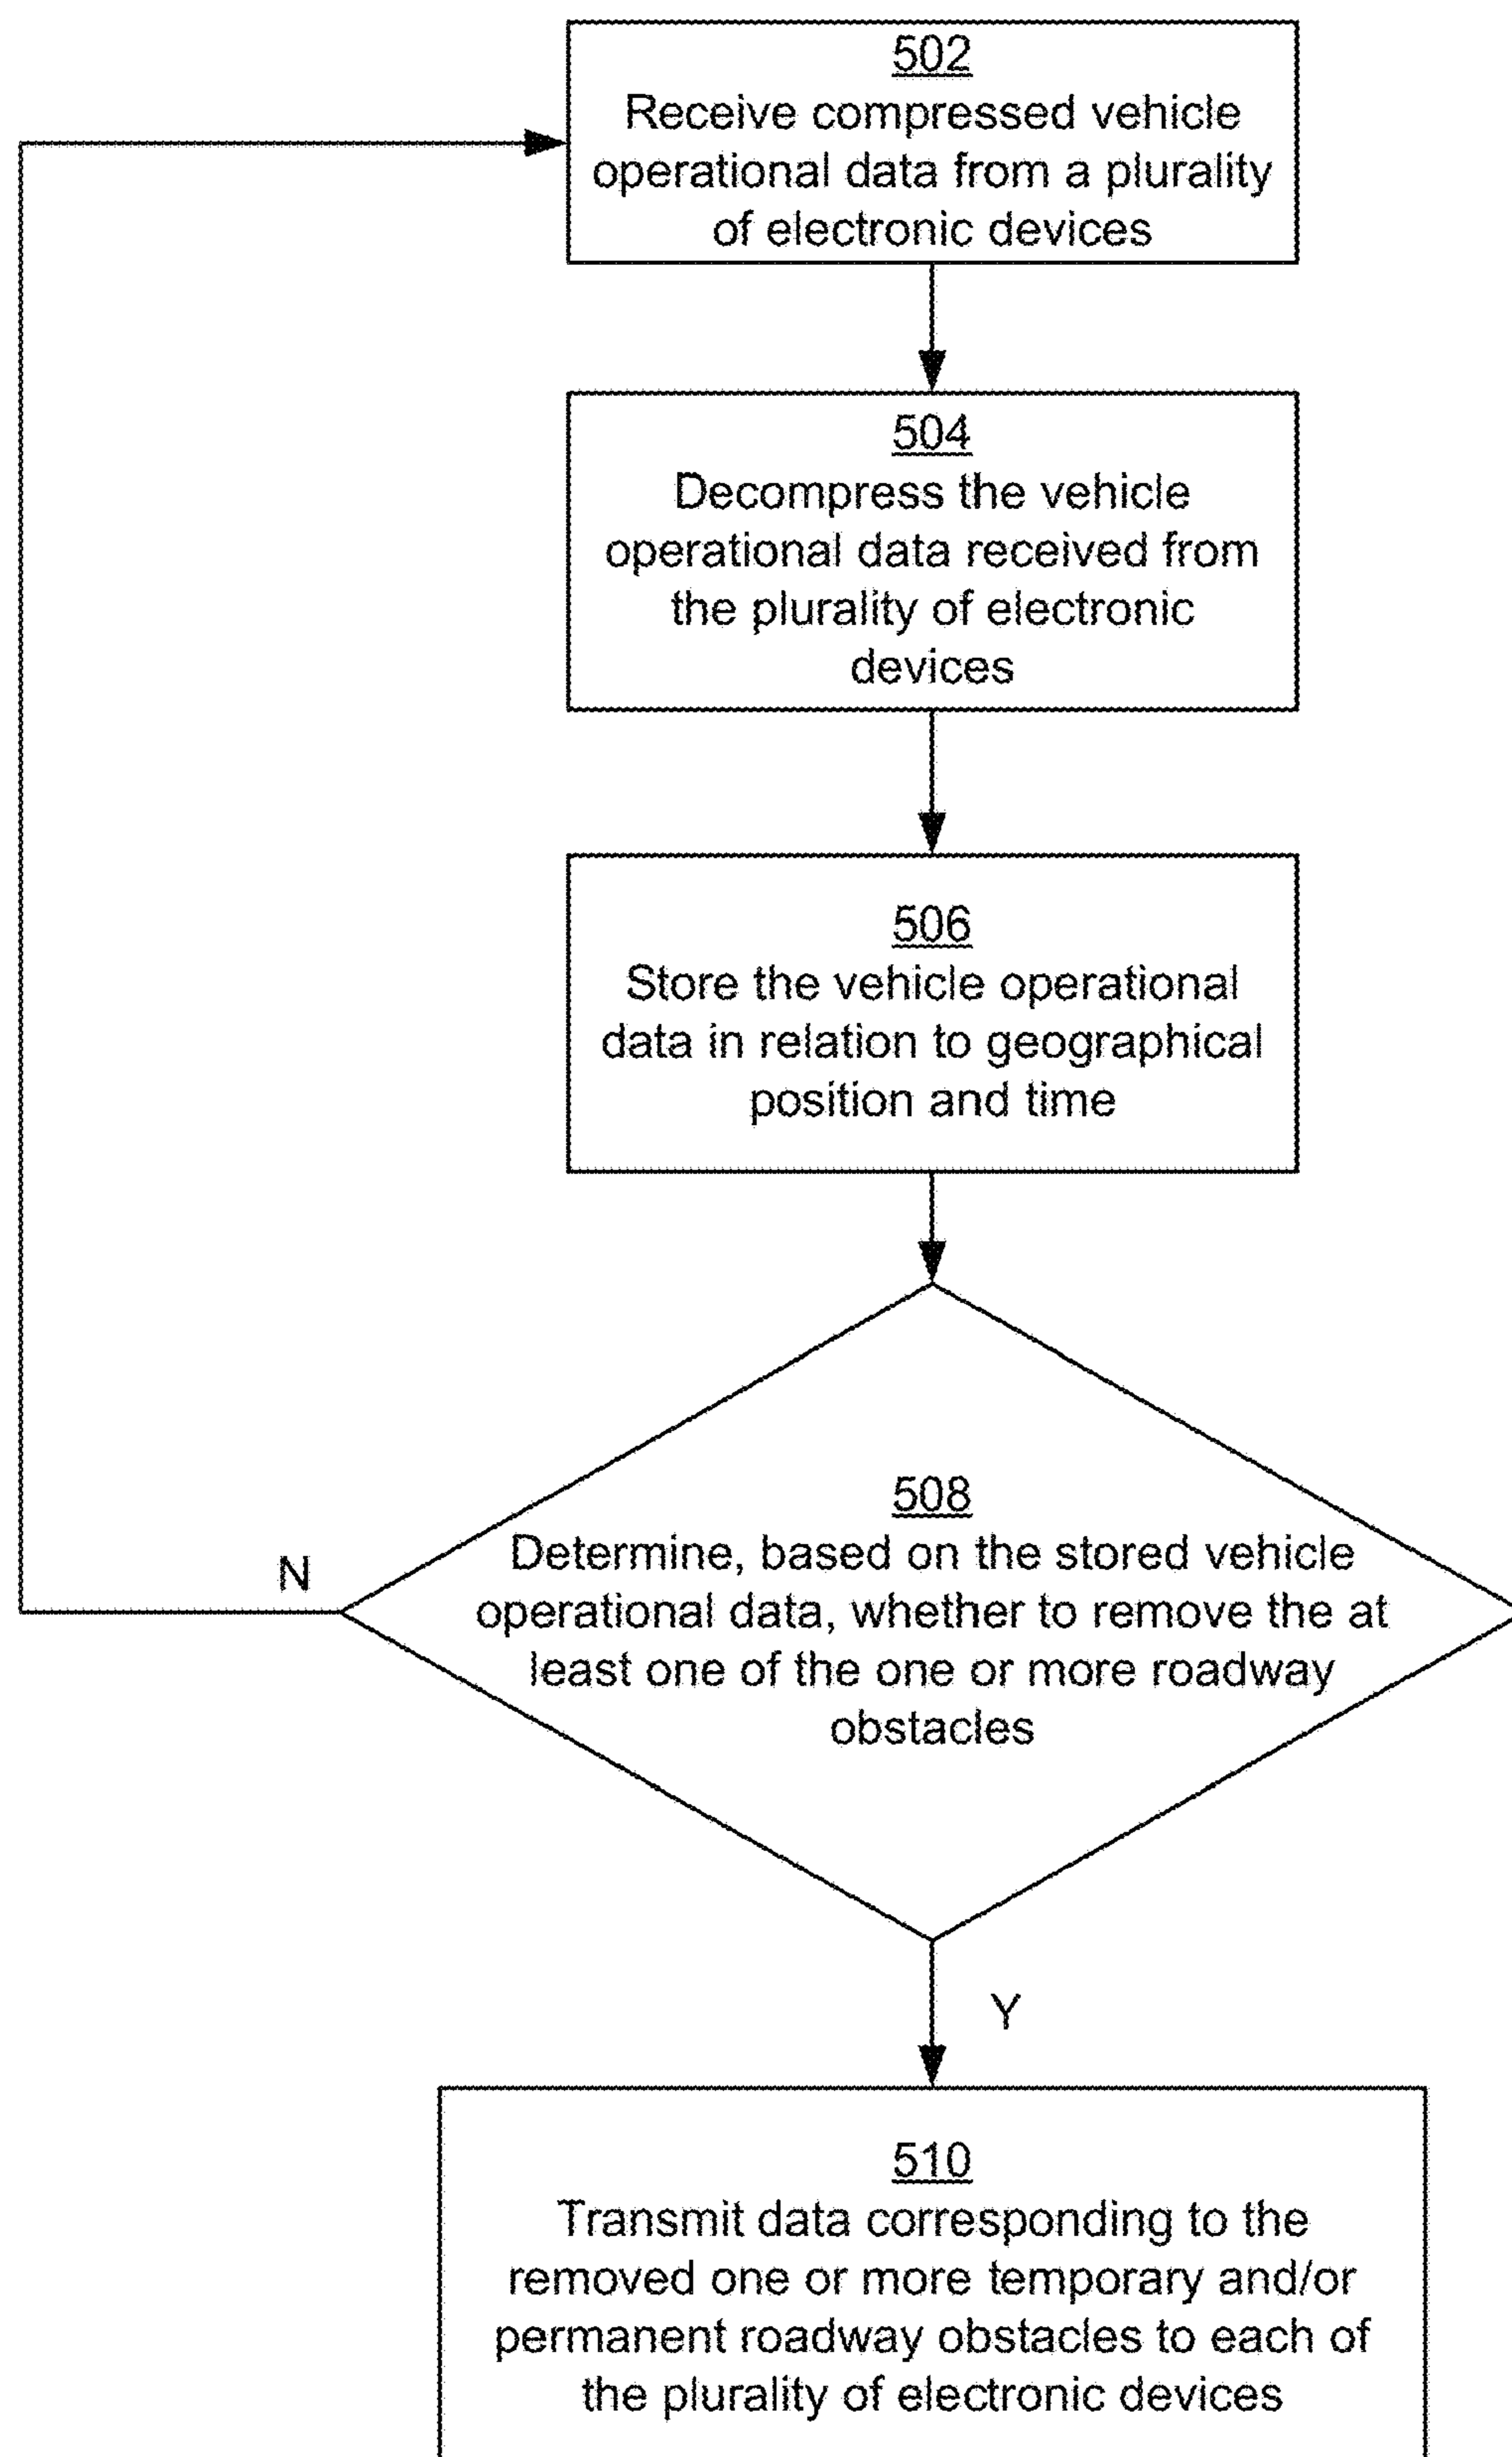 502
Receive compressed vehicle
operational data from a plurality
of electronic devices
504
Decompress the vehicle
operational data received from
the plurality of electronic
devices
506
Store the vehicle operational
data in relation to geographical
position and time
508
Determine, based on the stored vehicle
operational data, whether to remove the at
least one of the one or more roadway
obstacles
N
Y
510
Transmit data corresponding to the
removed one or more temporary and/or
permanent roadway obstacles to each of
the plurality of electronic devices